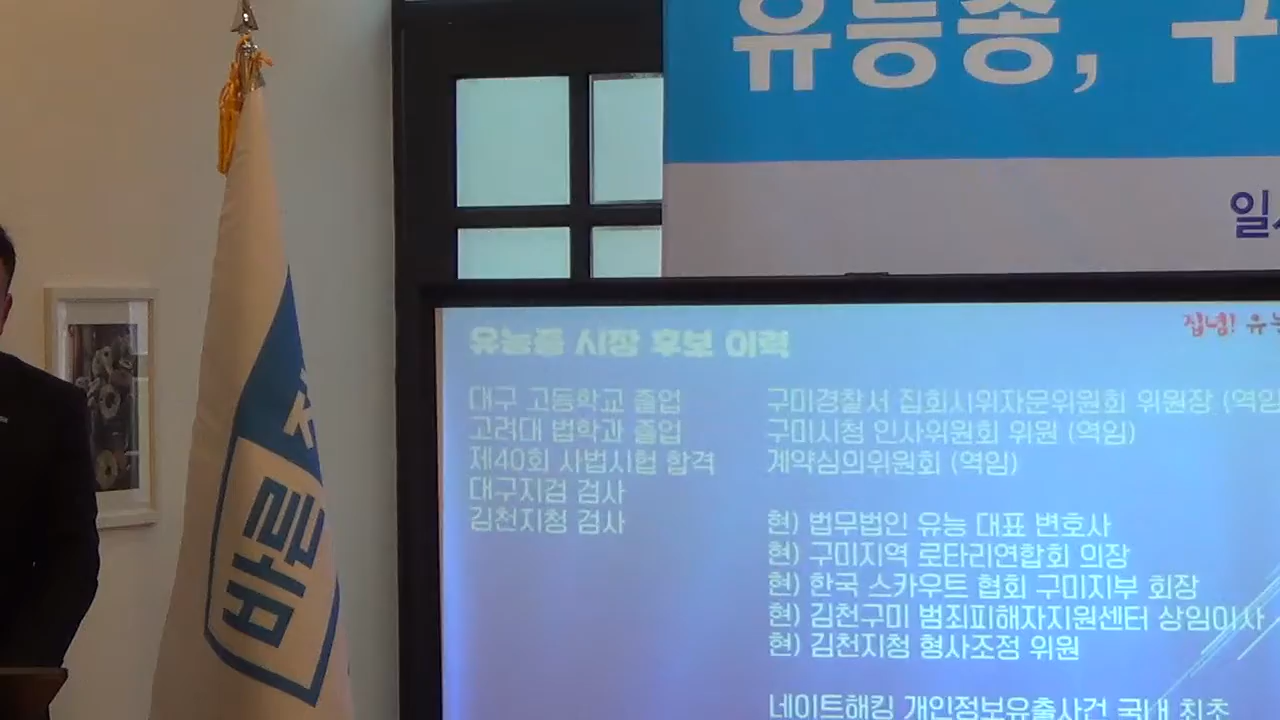 유능종, 구
일시
집념! 유능
유능종 시장 후보 이력
대구 고등학교 졸업
고려대 법학과 졸업
제40회 사법시험 합격
대구지검 검사
김천지청 검사
구미경찰서 집회시위자문위원회 위원장 (역임
구미시청 인사위원회 위원 (역임)
계약심의위원회 (역임)
현) 법무법인 유능 대표 변호사
현) 구미지역 로타리연합회 의장
현) 한국 스카우트 협회 구미지부 회장
현) 김천구미 범죄피해자지원센터 상임이사
현) 김천지청 형사조정 위원
네이트해킹 개인정보유출사건 국내 최초
바른